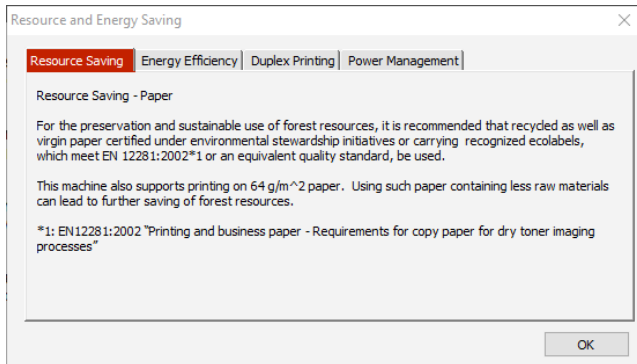 Resource and Energy Saving
Resource Saving
Energy Efficiency
Duplex Printing
Power Management
Resource Saving - Paper
For the preservation and sustainable use of forest resources, it is recommended that recycled as well as
virgin paper certified under environmental stewardship initiatives or carrying  recognized ecolabels,
which meet EN 12281:2002*1 or an equivalent quality standard, be used.
This machine also supports printing on 64 g/m^2 paper.  Using such paper containing less raw materials
can lead to further saving of forest resources.
*1: EN12281:2002 "Printing and business paper - Requirements for copy paper for dry toner imaging
processes"
OK